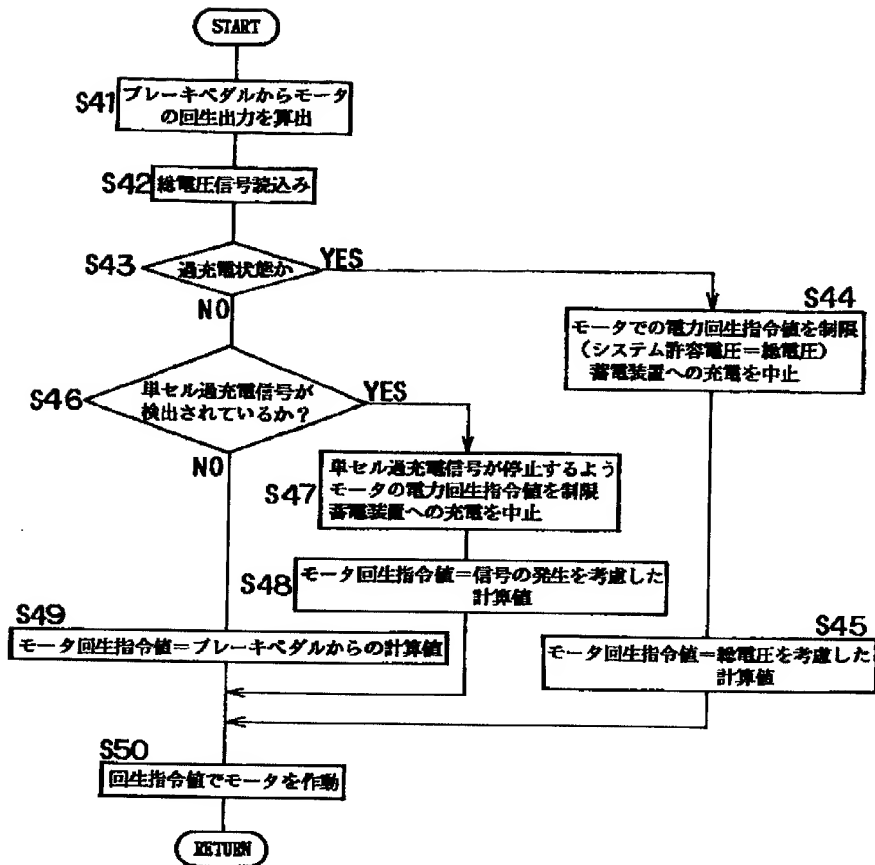 START
S41
ブレーキペダルからモータ
の回生出力を算出
S42
総電圧信号読込み
S43
過充電状態か
YES
NO
S44
モータでの電力回生指令値を制限
(システム許容電圧=総電圧)
蓄電装置への充電を中止
S46
単セル過充電信号が
検出されているか?
YES
NO
S47
単セル過充電信号が停止するよう
モータの電力回生指令値を制限
蓄電装置への充電を中止
S48
モータ回生指令値=信号の発生を考慮した
計算値
S49
モータ回生指令値=ブレーキペダルからの計算値
S45
モータ回生指令値=総電圧を考慮した
計算値
S50
回生指令値でモータを作動
RETURN